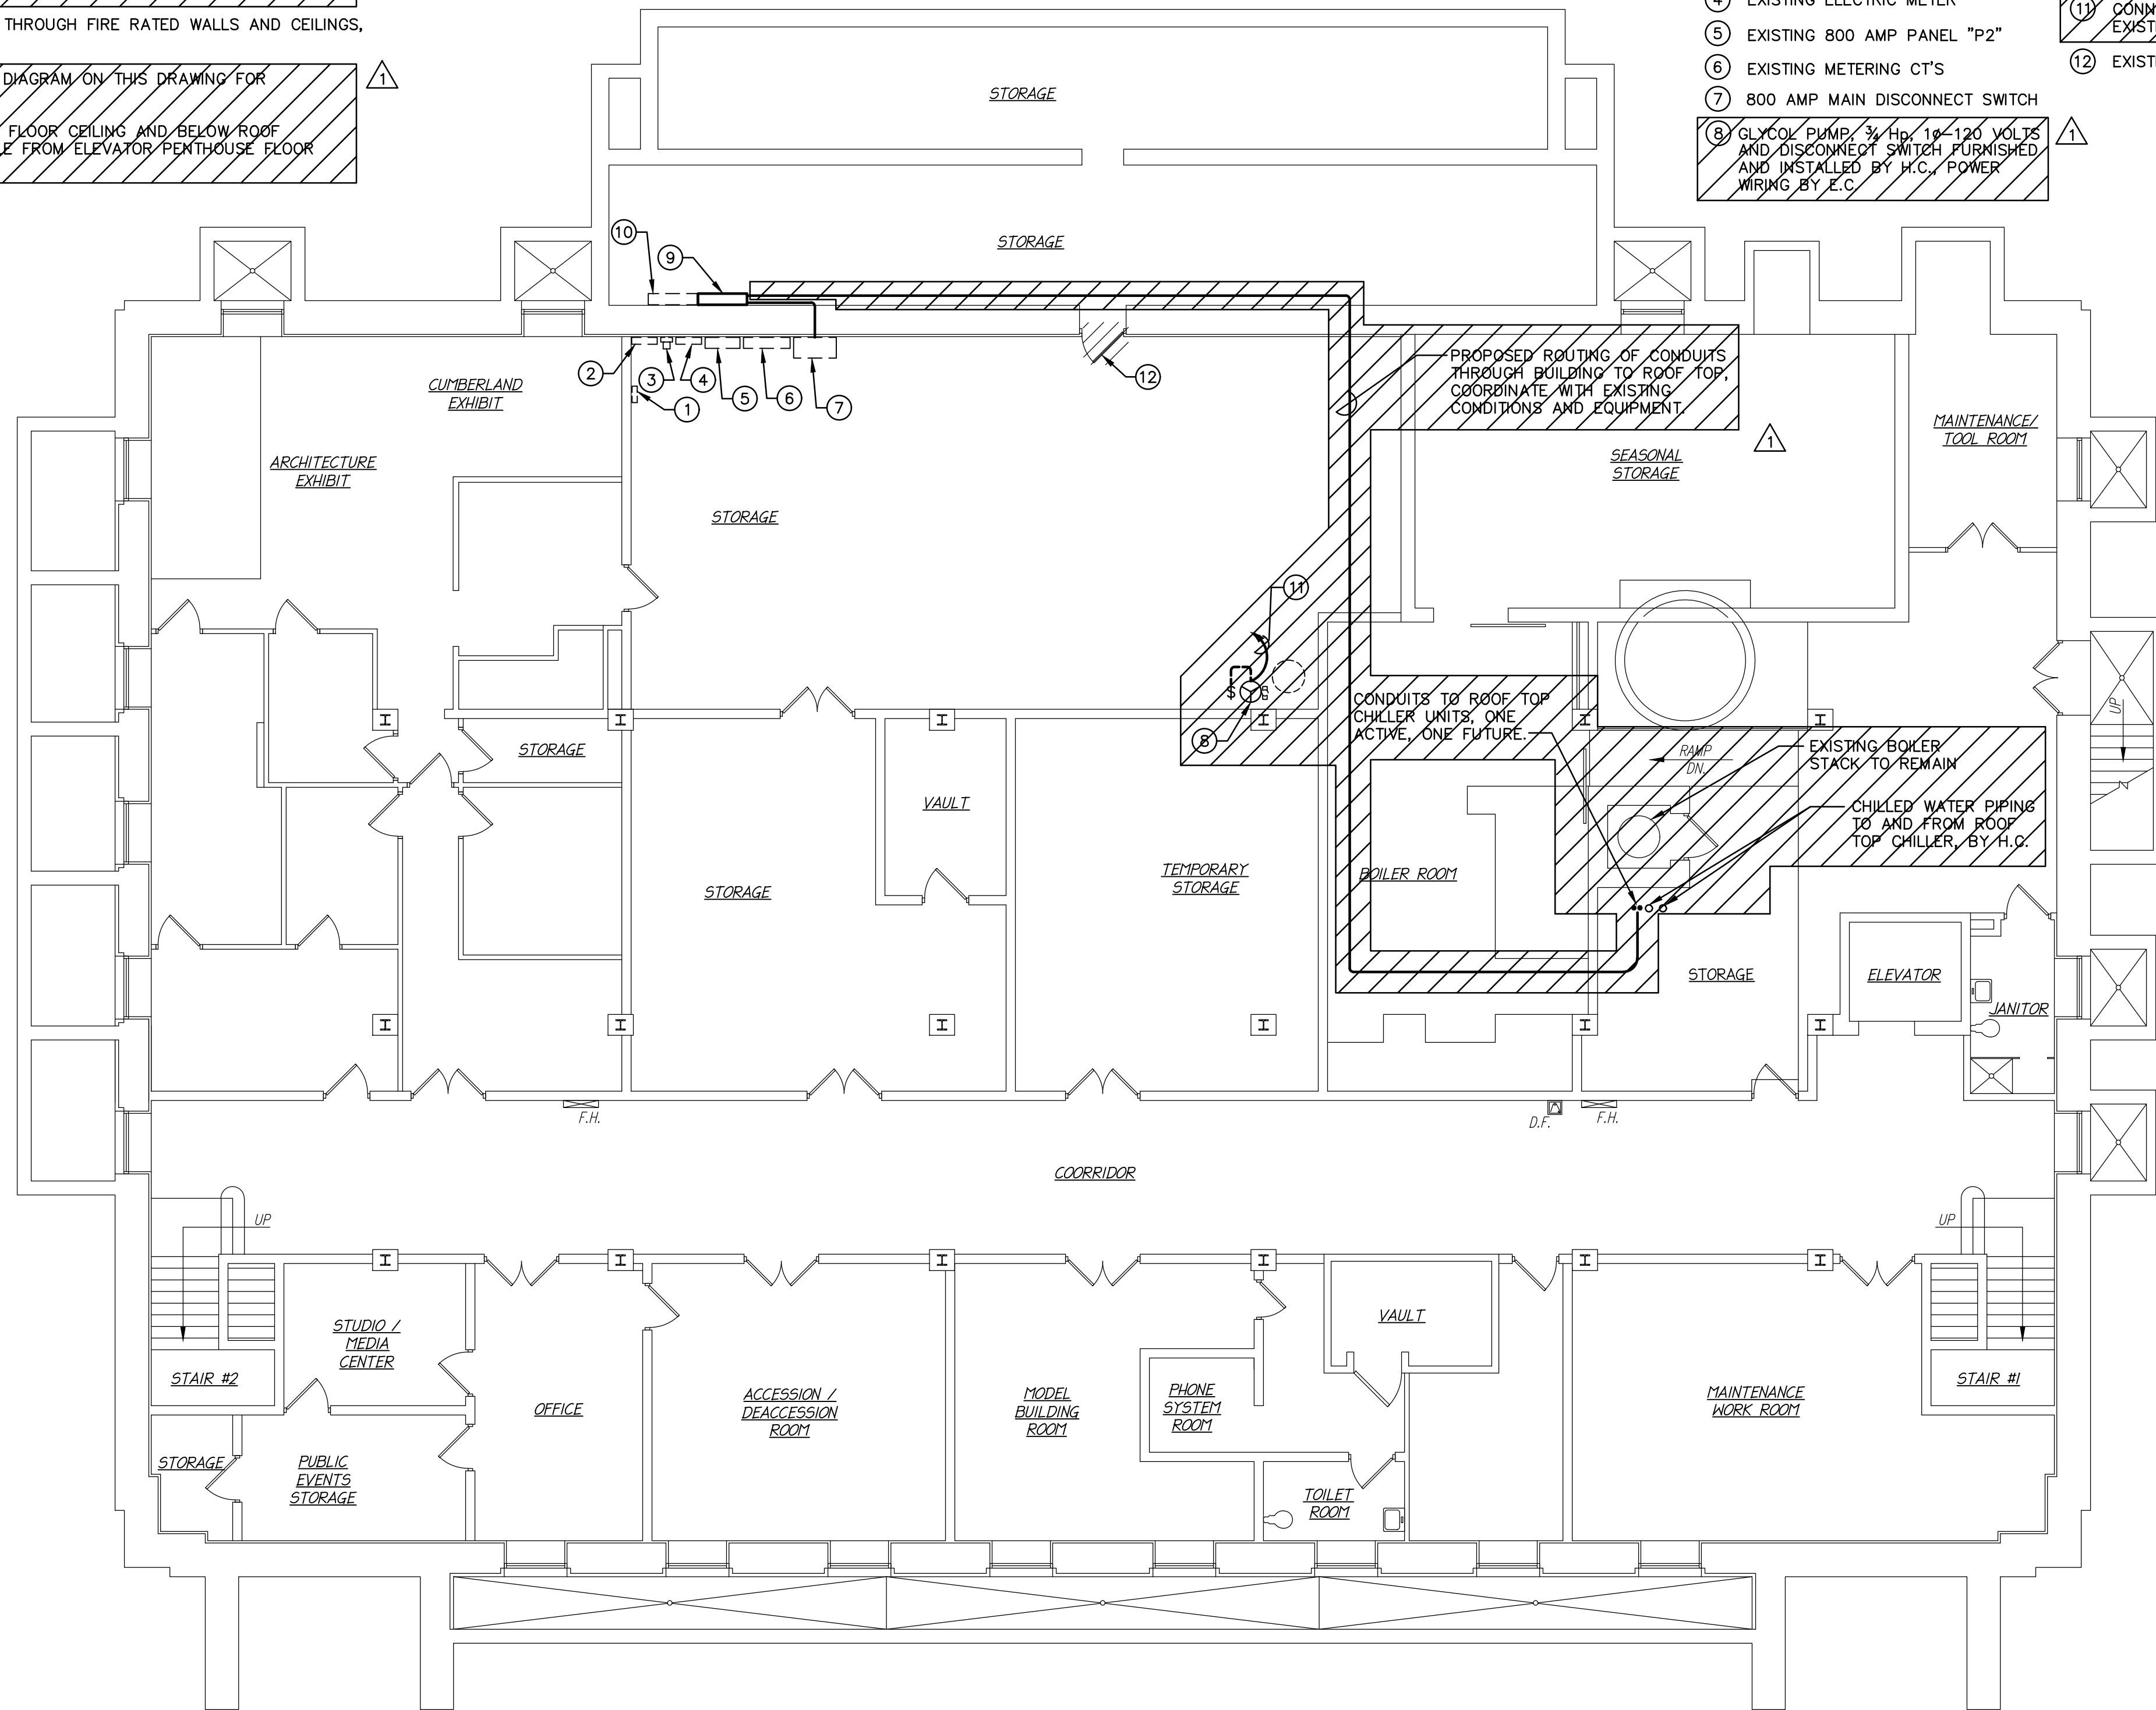 THROUGH FIRE RATED WALLS AND CEILINGS,
DIAGRAM ON THIS DRAWING FOR
1
FLOOR CEILING AND BELOW ROOF
FROM ELEVATOR PENTHOUSE FLOOR
4 EXISTING ELECTRIC METER
5 EXISTING 800 AMP PANEL "P2"
6 EXISTING METERING CT'S
7 800 AMP MAIN DISCONNECT SWITCH
8 GLYCOL PUMP, ¾ Hp, 1ø-120 VOLTS
AND DISCONNECT SWITCH FURNISHED
AND INSTALLED BY H.C., POWER
WIRING BY E.C.
1
11
12
STORAGE
STORAGE
10
9
2
3
4
5
6
7
1
12
CUMBERLAND
EXHIBIT
ARCHITECTURE
EXHIBIT
STORAGE
PROPOSED ROUTING OF CONDUITS
THROUGH BUILDING TO ROOF TOP,
COORDINATE WITH EXISTING
CONDITIONS AND EQUIPMENT.
1
SEASONAL
STORAGE
MAINTENANCE/
TOOL ROOM
11
$
8
CONDUITS TO ROOF TOP
CHILLER UNITS, ONE
ACTIVE, ONE FUTURE.
RAMP
DN.
EXISTING BOILER
STACK TO REMAIN
CHILLED WATER PIPING
TO AND FROM ROOF
TOP CHILLER, BY H.C.
UP
STORAGE
VAULT
STORAGE
TEMPORARY
STORAGE
BOILER ROOM
STORAGE
ELEVATOR
JANITOR
F.H.
D.F.
F.H.
COORRIDOR
UP
UP
STUDIO /
MEDIA
CENTER
STAIR #2
OFFICE
ACCESSION /
DEACCESSION
ROOM
MODEL
BUILDING
ROOM
PHONE
SYSTEM
ROOM
VAULT
MAINTENANCE
WORK ROOM
STAIR #1
STORAGE
PUBLIC
EVENTS
STORAGE
TOILET
ROOM